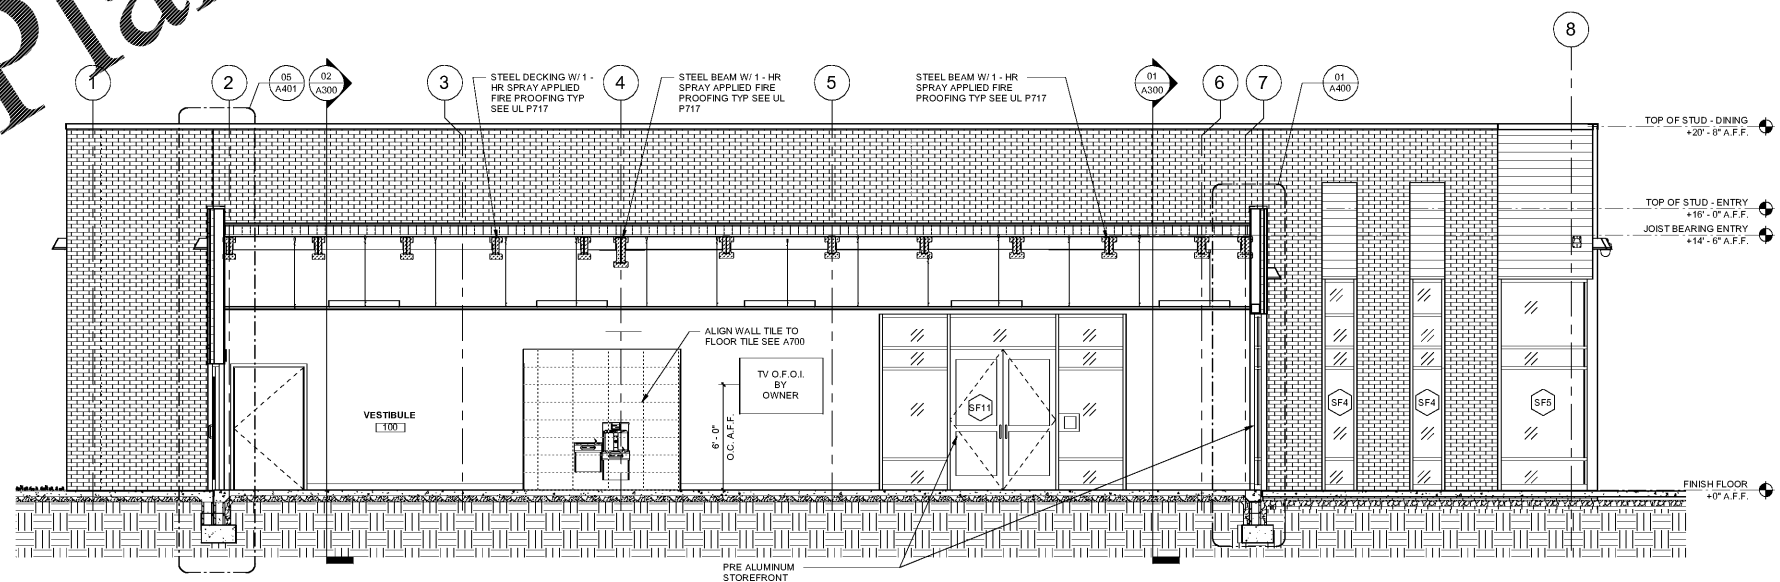 Pla
8
1
2
05
A401
02
A300
3
STEEL DECKING W/ 1 -
HR SPRAY APPLIED
FIRE PROOFING TYP
SEE UL P717
4
STEEL BEAM W/ 1 - HR
SPRAY APPLIED FIRE
PROOFING TYP SEE UL
P717
5
STEEL BEAM W/ 1 - HR
SPRAY APPLIED FIRE
PROOFING TYP SEE UL P717
01
A300
6
7
01
A400
TOP OF STUD - DINING
+20' - 8" A.F.F.
TOP OF STUD - ENTRY
+16' - 0" A.F.F.
JOIST BEARING ENTRY
+14' - 6" A.F.F.
ALIGN WALL TILE TO
FLOOR TILE SEE A700
TV O.F.O.I.
BY
OWNER
VESTIBULE
100
6' - 0"
O.C. A.F.F.
SF11
SF4
SF4
SF5
FINISH FLOOR
+0" A.F.F.
PRE ALUMINUM
STOREFRONT